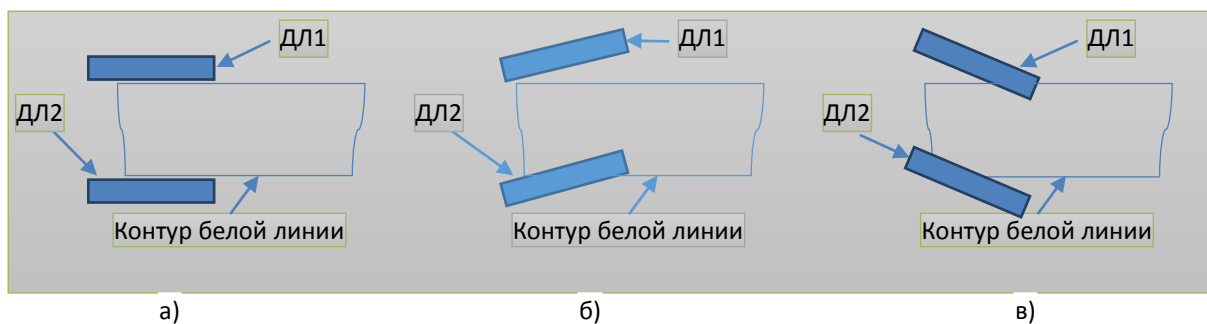 ДЛ1
ДЛ2
Контур белой линии
а)
ДЛ1
ДЛ2
Контур белой линии
б)
ДЛ1
ДЛ2
Контур белой линии
в)